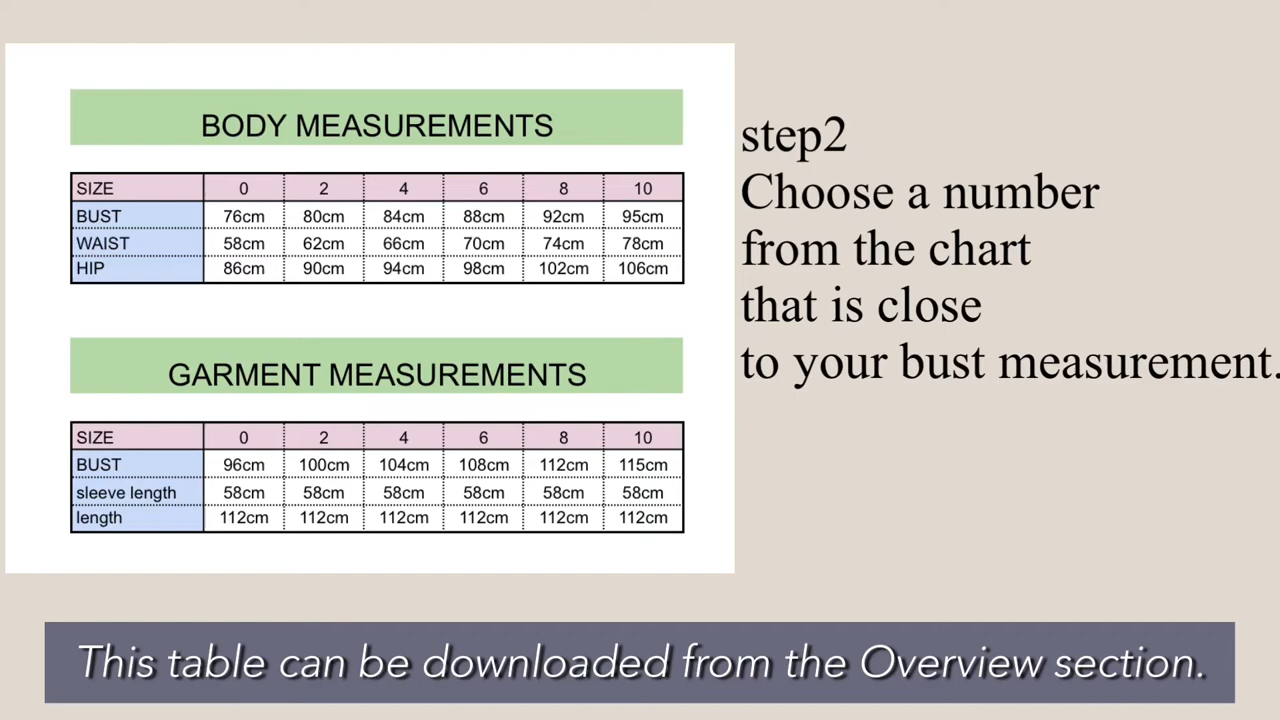 BODY MEASUREMENTS
SIZE 0 2 4 6 8 10
BUST 76cm 80cm 84cm 88cm 92cm 95cm
WAIST 58cm 62cm 66cm 70cm 74cm 78cm
HIP 86cm 90cm 94cm 98cm 102cm 106cm
GARMENT MEASUREMENTS
SIZE 0 2 4 6 8 10
BUST 96cm 100cm 104cm 108cm 112cm 115cm
sleeve length 58cm 58cm 58cm 58cm 58cm 58cm
length 112cm 112cm 112cm 112cm 112cm 112cm
step2
Choose a number
from the chart
that is close
to your bust measurement.
This table can be downloaded from the Overview section.